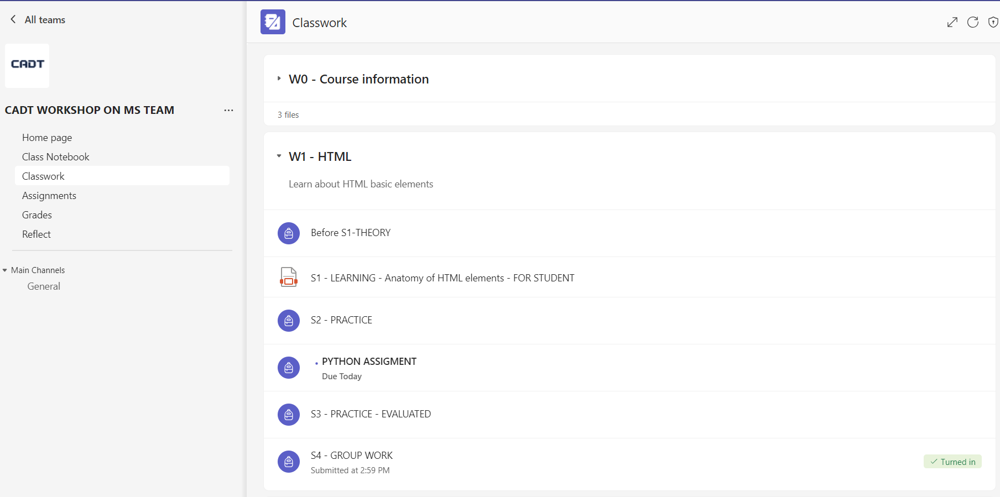 All teams
CADT
CADT WORKSHOP ON MS TEAM
Home page
Class Notebook
Classwork
Assignments
Grades
Reflect
Main Channels
General
Classwork
W0 - Course information
3 files
W1 - HTML
Learn about HTML basic elements
Before S1-THEORY
S1 - LEARNING - Anatomy of HTML elements - FOR STUDENT
S2 - PRACTICE
PYTHON ASSIGMENT
Due Today
S3 - PRACTICE - EVALUATED
S4 - GROUP WORK
Submitted at 2:59 PM
Turned in